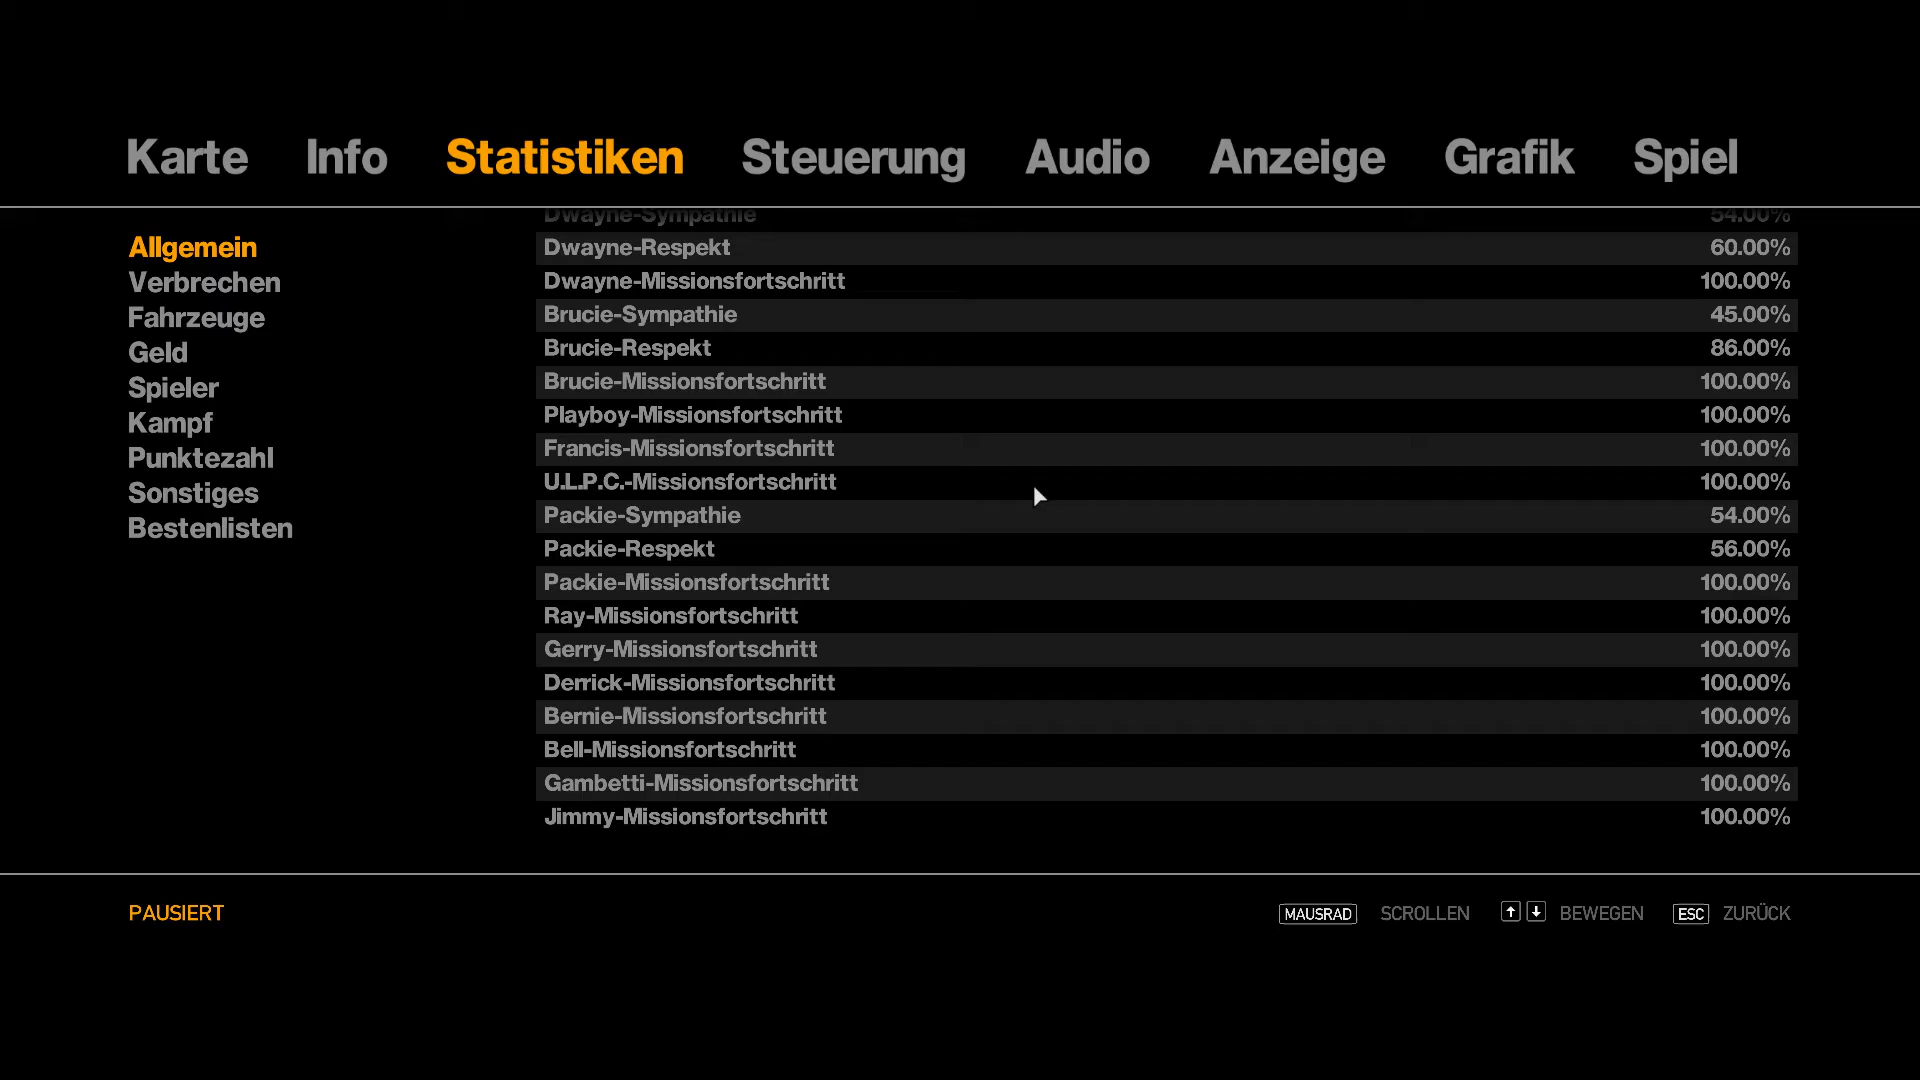 Karte Info Statistiken Steuerung Audio Anzeige Grafik Spiel
Allgemein
Verbrechen
Fahrzeuge
Geld
Spieler
Kampf
Punktezahl
Sonstiges
Bestenlisten
Dwayne-Sympathie 54.00%
Dwayne-Respekt 60.00%
Dwayne-Missionsfortschritt 100.00%
Brucie-Sympathie 45.00%
Brucie-Respekt 86.00%
Brucie-Missionsfortschritt 100.00%
Playboy-Missionsfortschritt 100.00%
Francis-Missionsfortschritt 100.00%
U.L.P.C.-Missionsfortschritt 100.00%
Packie-Sympathie 54.00%
Packie-Respekt 56.00%
Packie-Missionsfortschritt 100.00%
Ray-Missionsfortschritt 100.00%
Gerry-Missionsfortschritt 100.00%
Derrick-Missionsfortschritt 100.00%
Bernie-Missionsfortschritt 100.00%
Bell-Missionsfortschritt 100.00%
Gambetti-Missionsfortschritt 100.00%
Jimmy-Missionsfortschritt 100.00%
PAUSIERT
MAUSRAD SCROLLEN ↑ ↓ BEWEGEN ESC ZURÜCK